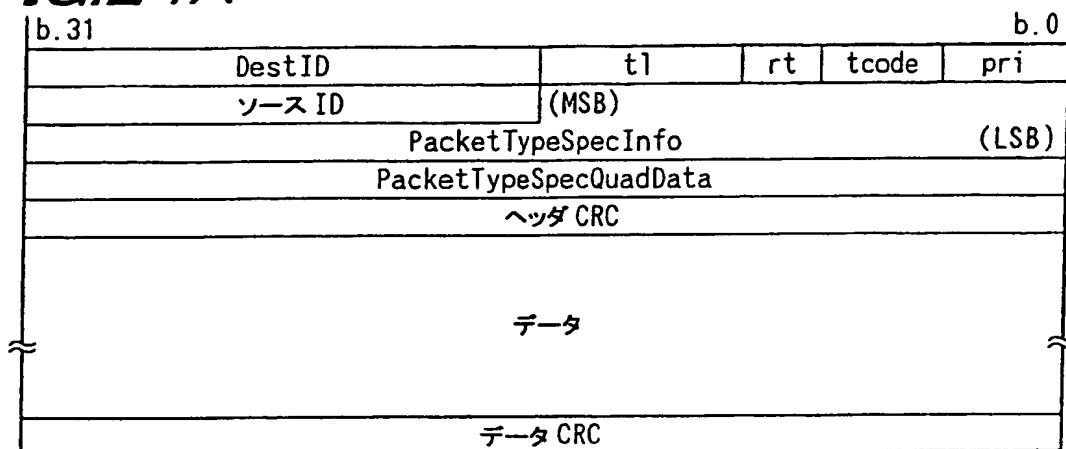 b.31 b.0
DestID tl rt tcode pri
ソース ID (MSB)
PacketTypeSpecInfo (LSB)
PacketTypeSpecQuadData
ヘッダ CRC
データ
データ CRC